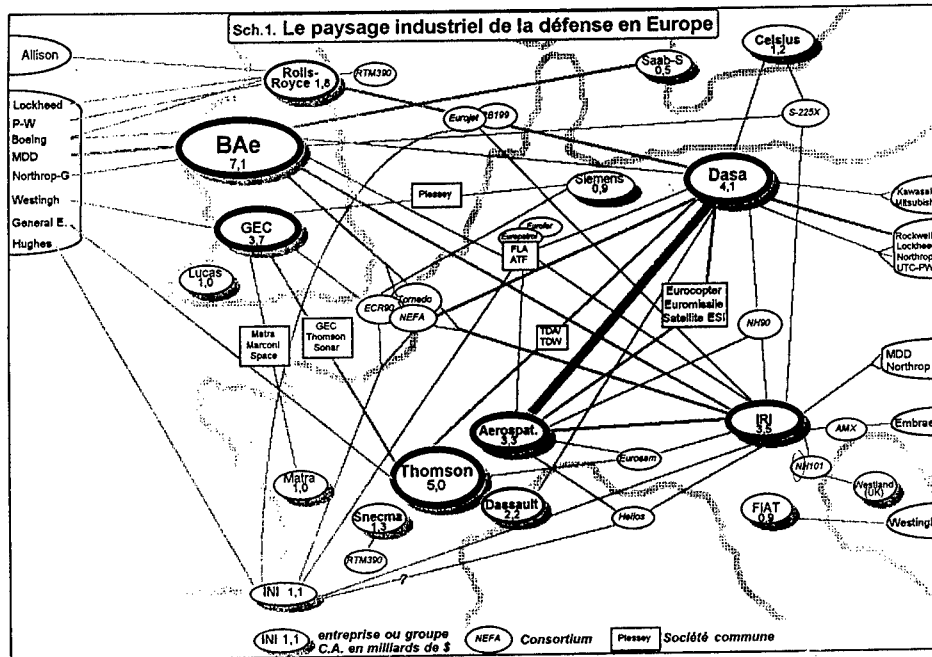 Sch.1. Le paysage industriel de la défense en Europe
Allison
Lockheed
P-W
Boeing
MDD
Northrop-G
Westingh
General E.
Hughes
Rolls-
Royce 1,8
RTM390
Saab-S
0,5
Celsius
1,2
Eurojet
B199
S-225X
BAe
7,1
Siemens
0,9
Dasa
4,1
Plessey
Kawasa
Mitsubish
GEC
3,7
Eurofar
Europatrol
FLA
ATF
Rockwell
Lockhee
Northrop
UTC-PW
Lucas
1,0
ECR90
Tornado
NEFA
Eurocopter
Euromissile
Satellite ESI
NH90
Matra
Marconi
Space
GEC
Thomson
Sonar
TDA/
TDW
MDD
Northrop
Aerospat.
3,3
IRI
3,5
AMX
Embrae
Matra
1,0
Thomson
5,0
Eurosam
NH101
Westland
(UK)
Snecma
1,3
Dassault
2,2
Helios
FIAT
0,9
Westingh
RTM390
?
INI 1,1
INI 1,1
entreprise ou groupe
C.A. en milliards de $
NEFA
Consortium
Plessey
Société commune